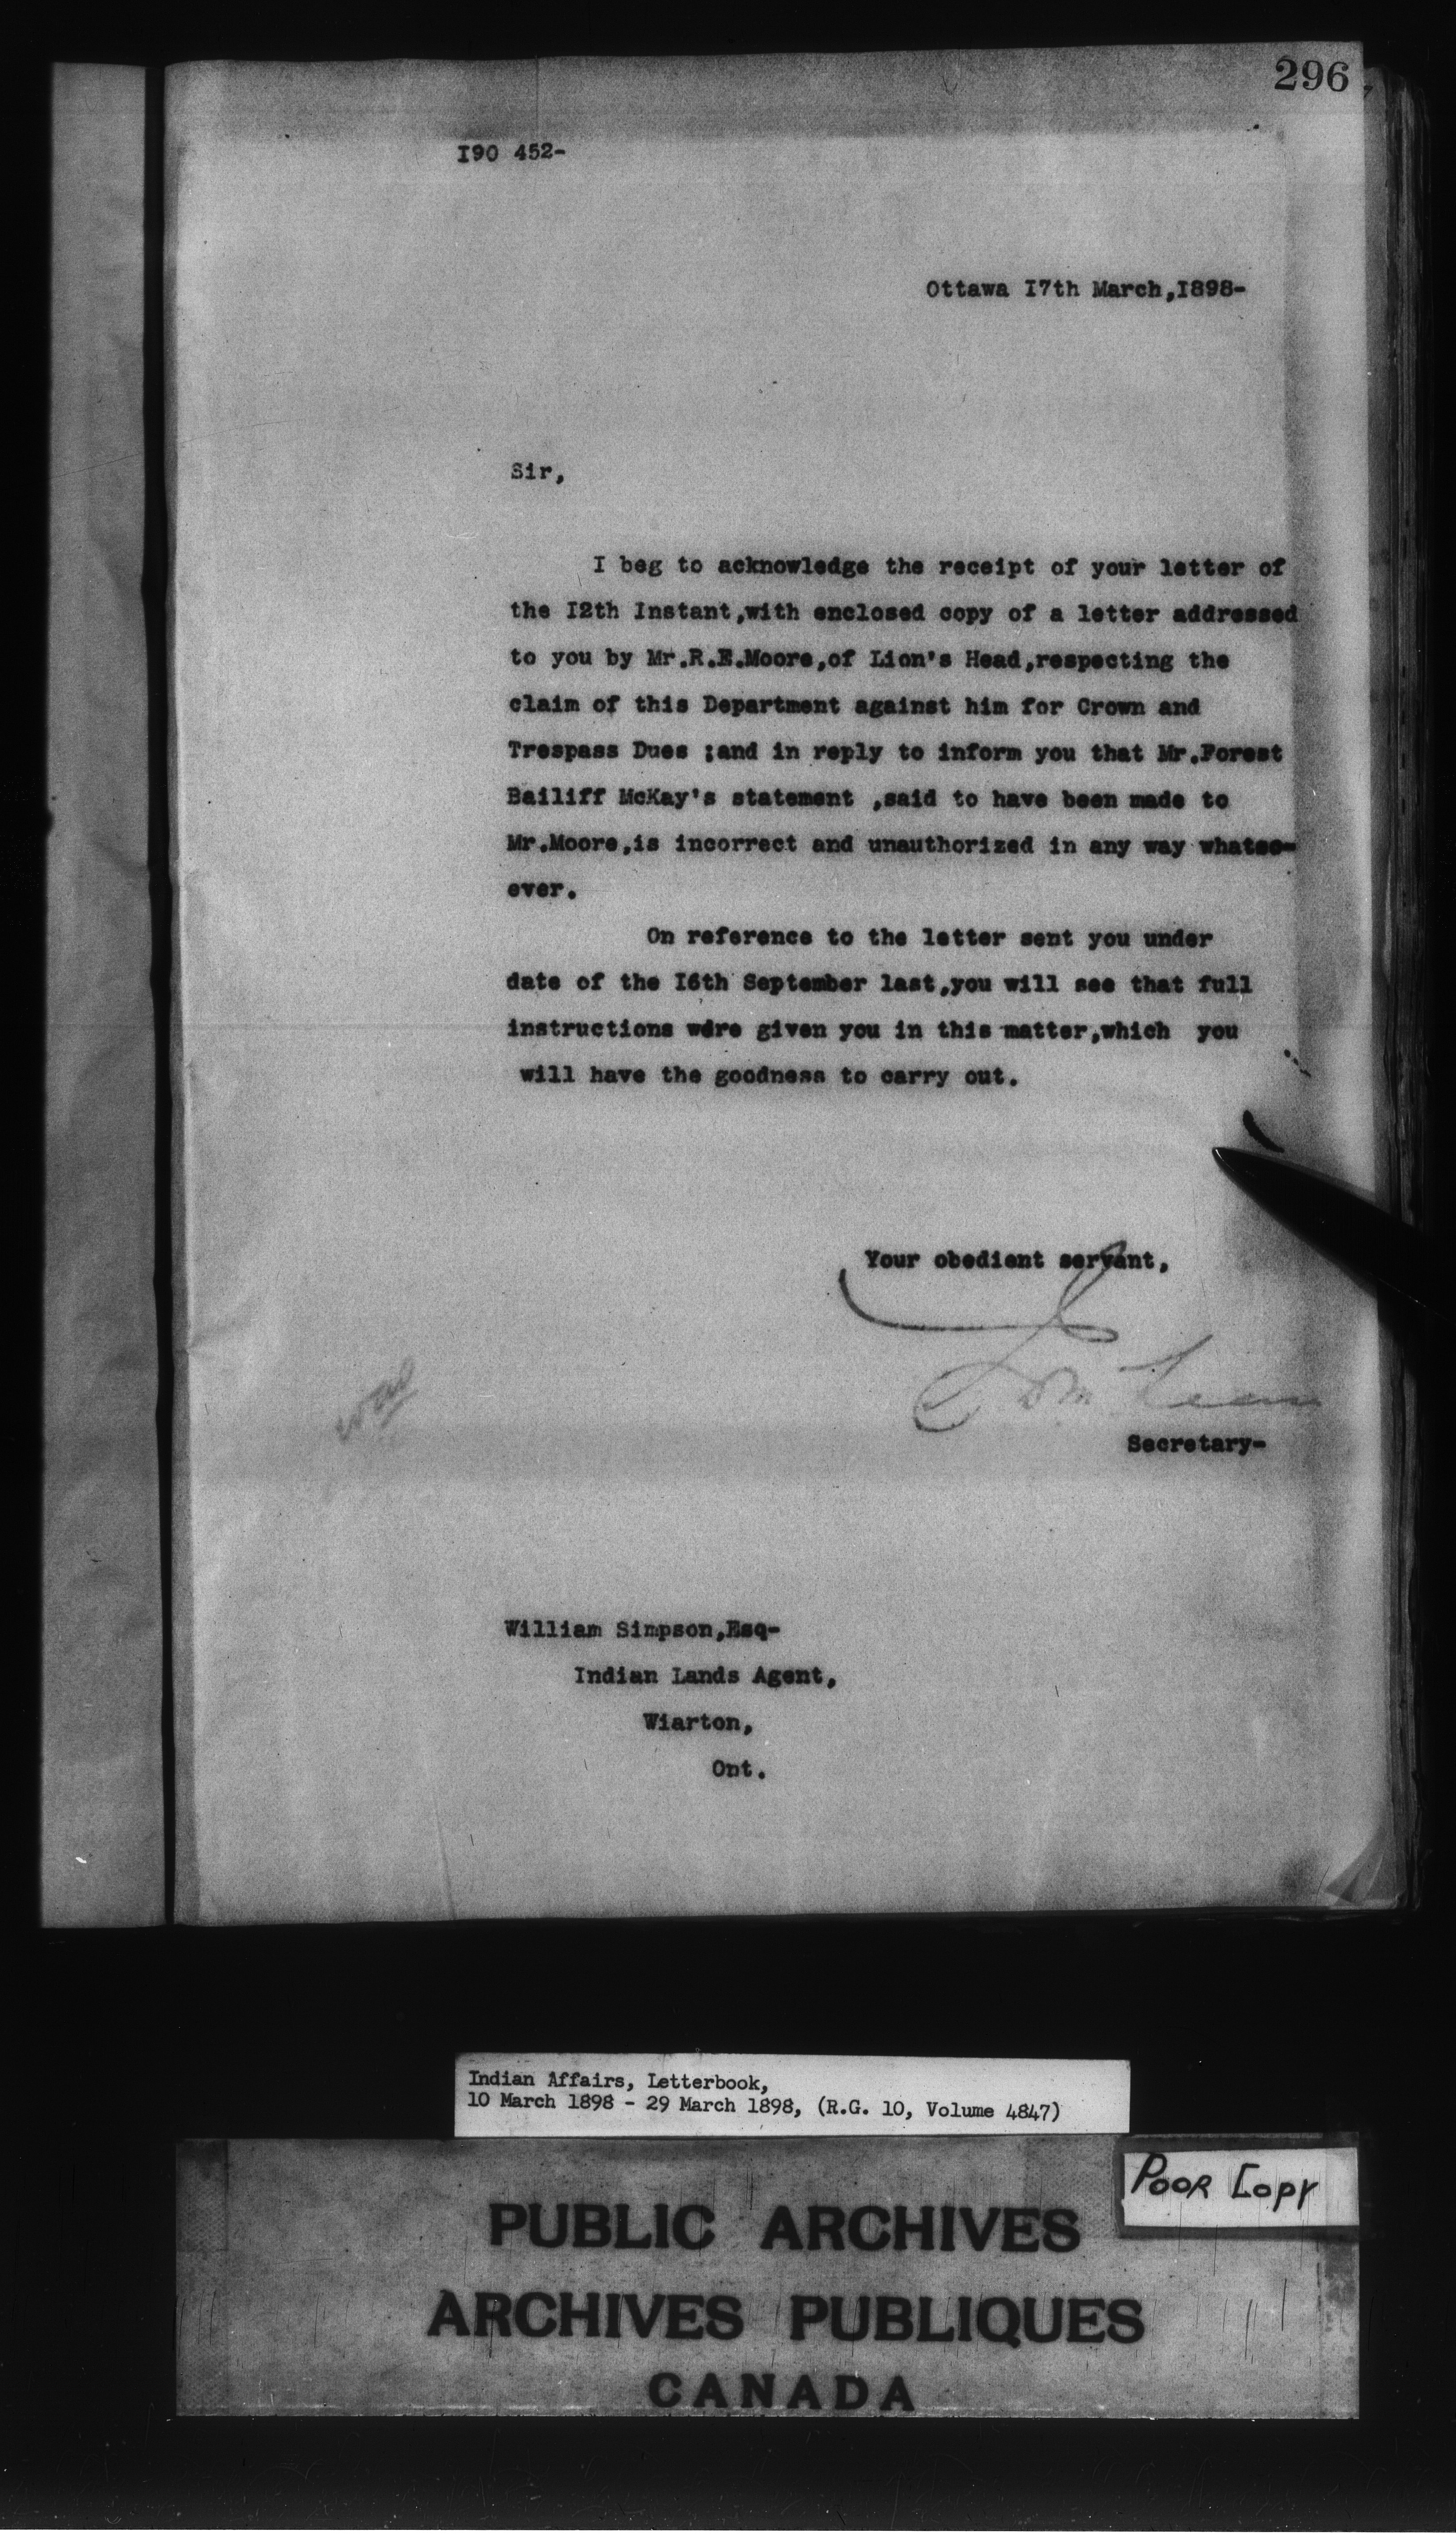 296
I90 452-
Ottawa I7th March,I898-
Sir,
I beg to acknowledge the receipt of your letter of
the I2th Instant,with enclosed copy of a letter addressed
to you by Mr.R.E.Moore,of Lion's Head,respecting the
claim of this Department against him for Crown and
Trespass Dues ;and in reply to inform you that Mr.Forest
Bailiff McKay's statement ,said to have been made to
Mr.Moore,is incorrect and unauthorized in any way whatso-
ever.
On reference to the letter sent you under
date of the I6th September last,you will see that full
instructions were given you in this matter,which you
will have the goodness to carry out.
Your obedient servant,
Secretary-
William Simpson,Esq-
Indian Lands Agent,
Wiarton,
Ont.
Indian Affairs, Letterbook,
10 March 1898 - 29 March 1898, (R.G. 10, Volume 4847)
POOR COPY
PUBLIC ARCHIVES
ARCHIVES PUBLIQUES
CANADA